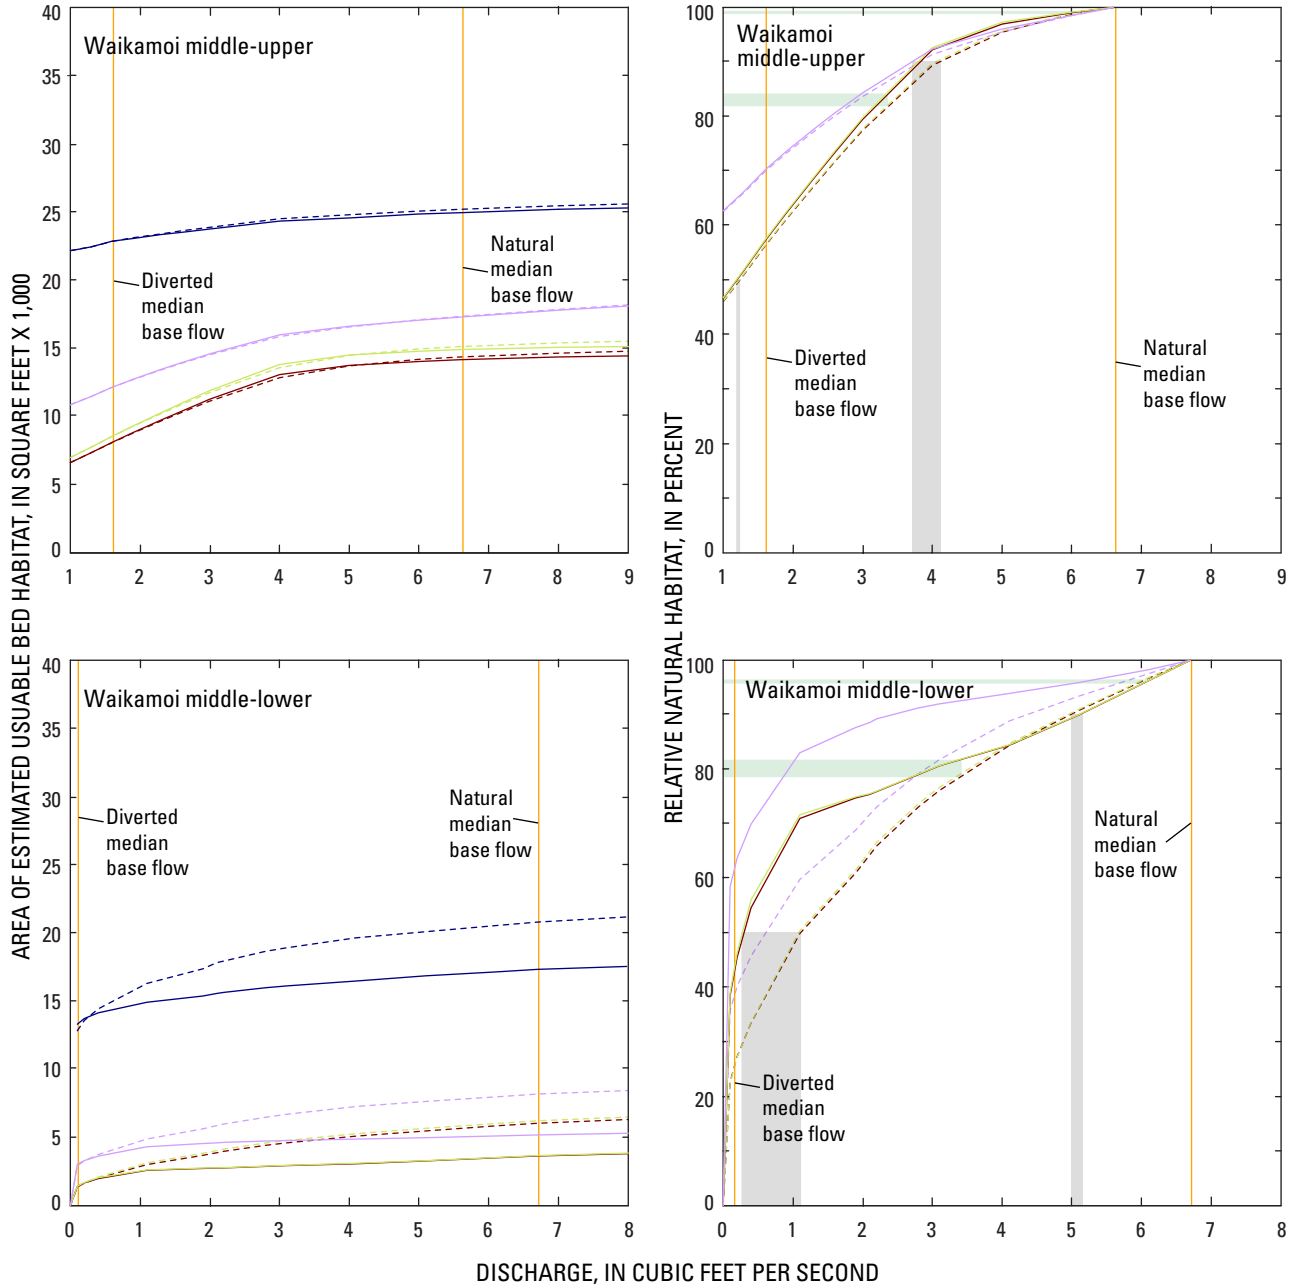 AREA OF ESTIMATED USUABLE BED HABITAT, IN SQUARE FEET X 1,000
Waikamoi middle-upper
40
35
30
25
20
15
10
5
0
Diverted
median
base flow
Natural
median
base flow
1 2 3 4 5 6 7 8 9
RELATIVE NATURAL HABITAT, IN PERCENT
Waikamoi
middle-upper
100
80
60
40
20
0
Diverted
median
base flow
Natural
median
base flow
1 2 3 4 5 6 7 8 9
Waikamoi middle-lower
40
35
30
25
20
15
10
5
0
Diverted
median
base flow
Natural
median
base flow
0 1 2 3 4 5 6 7 8
Waikamoi middle-lower
100
80
60
40
20
0
Natural
median
base flow
Diverted
median
base flow
0 1 2 3 4 5 6 7 8
DISCHARGE, IN CUBIC FEET PER SECOND